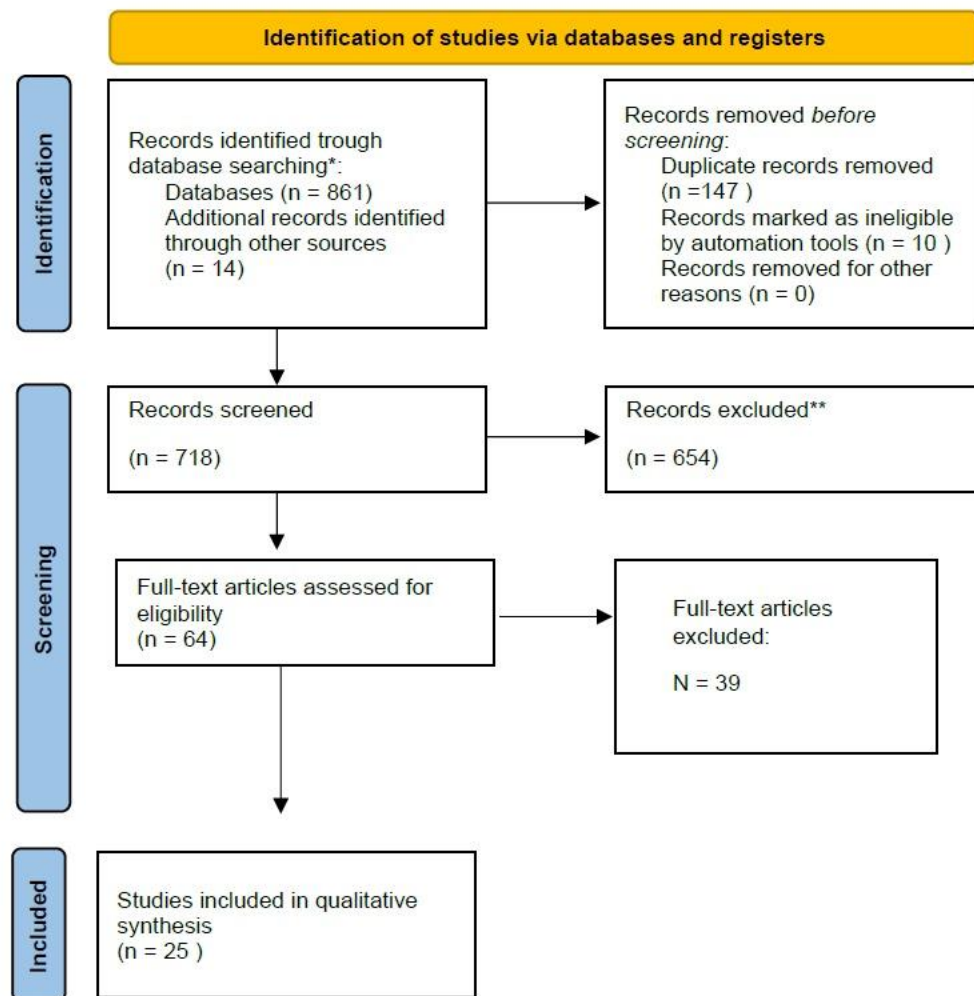 Identification of studies via databases and registers
Identification
Records identified trough
database searching*:
Databases (n = 861)
Additional records identified
through other sources
(n = 14)
Records removed before
screening:
Duplicate records removed
(n =147 )
Records marked as ineligible
by automation tools (n = 10 )
Records removed for other
reasons (n = 0)
Screening
Records screened
(n = 718)
Records excluded**
(n = 654)
Full-text articles assessed for
eligibility
(n = 64)
Full-text articles
excluded:
N = 39
Included
Studies included in qualitative
synthesis
(n = 25 )